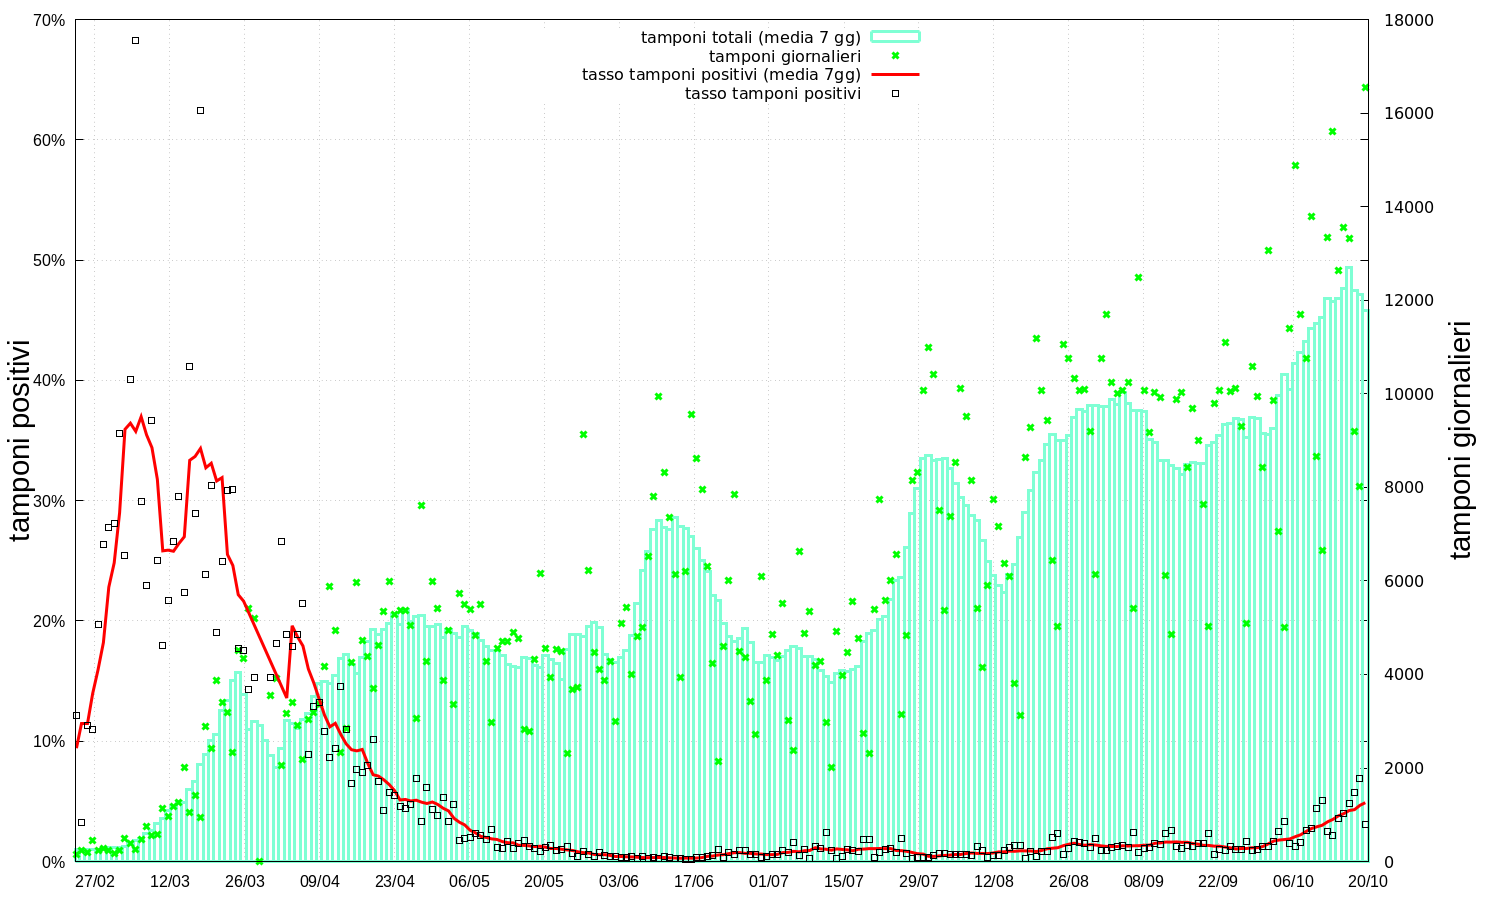 tamponi totali (media 7 gg)
tamponi giornalieri
tasso tamponi positivi (media 7gg)
tasso tamponi positivi
tamponi positivi
70%
60%
50%
40%
30%
20%
10%
0%
18000
16000
14000
12000
10000
8000
6000
4000
2000
0
tamponi giornalieri
27/02 12/03 26/03 09/04 23/04 06/05 20/05 03/06 17/06 01/07 15/07 29/07 12/08 26/08 08/09 22/09 06/10 20/10